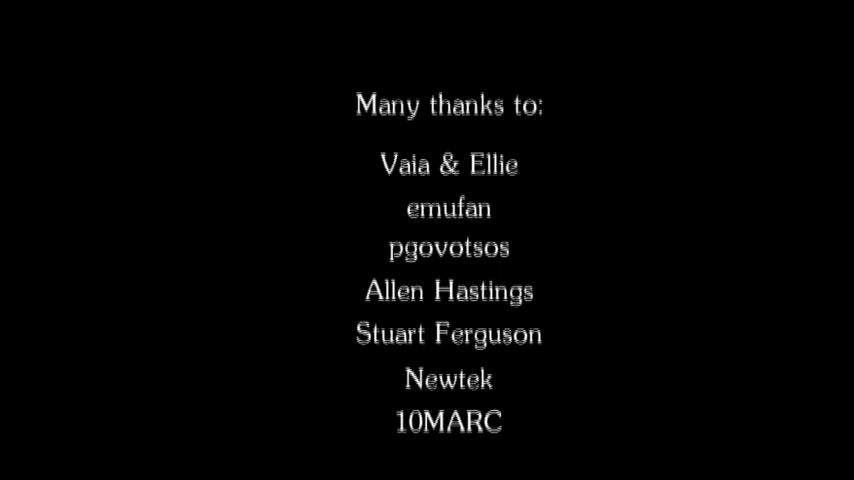 Many thanks to:
Vaia & Ellie
emufan
pgovotsos
Allen Hastings
Stuart Ferguson
Newtek
10MARC